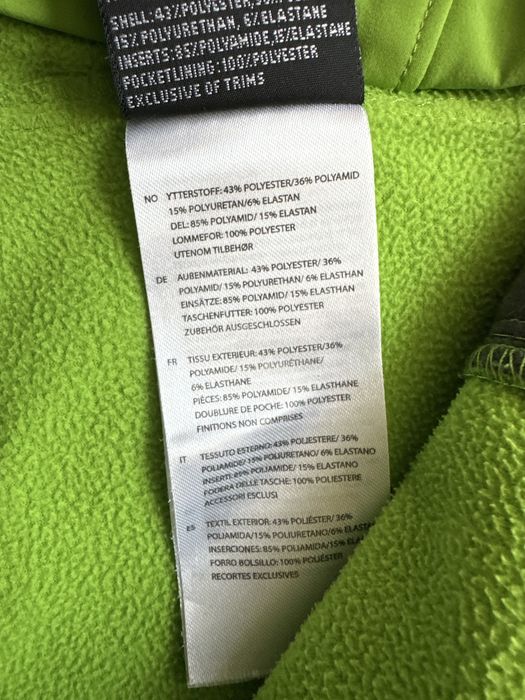 SHELL: 43%POLYESTER,
15%POLYURETHAN, 6%ELASTANE
INSERTS:85%POLYAMIDE,15%ELASTANE
POCKETLINING:100%POLYESTER
EXCLUSIVE OF TRIMS
NO YTTERSTOFF: 43% POLYESTER/36% POLYAMID
15% POLYURETAN/6% ELASTAN
DEL: 85% POLYAMID/ 15% ELASTAN
LOMMEFOR: 100% POLYESTER
UTENOM TILBEHØR
DE AUßENMATERIAL: 43% POLYESTER/ 36%
POLYAMID/ 15% POLYURETHAN/ 6% ELASTHAN
EINSÄTZE: 85% POLYAMID/ 15% ELASTHAN
TASCHENFUTTER: 100% POLYESTER
ZUBEHÖR AUSGESCHLOSSEN
FR TISSU EXTERIEUR: 43% POLYESTER/36%
POLYAMIDE/ 15% POLYURÉTHANE/
6% ELASTHANE
PIÈCES: 85% POLYAMIDE/ 15% ELASTHANE
DOUBLURE DE POCHE: 100% POLYESTER
FINITIONS NON COMPRISES
IT TESSUTO ESTERNO: 43% POLIESTERE/ 36%
POLIAMIDE/ 15% POLIURETANO/ 6% ELASTANO
INSERTI: 85% POLIAMIDE/ 15% ELASTANO
FODERA DELLE TASCHE: 100% POLIESTERE
ACCESSORI ESCLUSI
ES TEXTIL EXTERIOR: 43% POLIÉSTER/ 36%
POLIAMIDA/15% POLIURETANO/6% ELASTA
INSERCIONES: 85% POLIAMIDA/15% ELA
FORRO BOLSILLO: 100% POLIÉSTER
RECORTES EXCLUSIVES